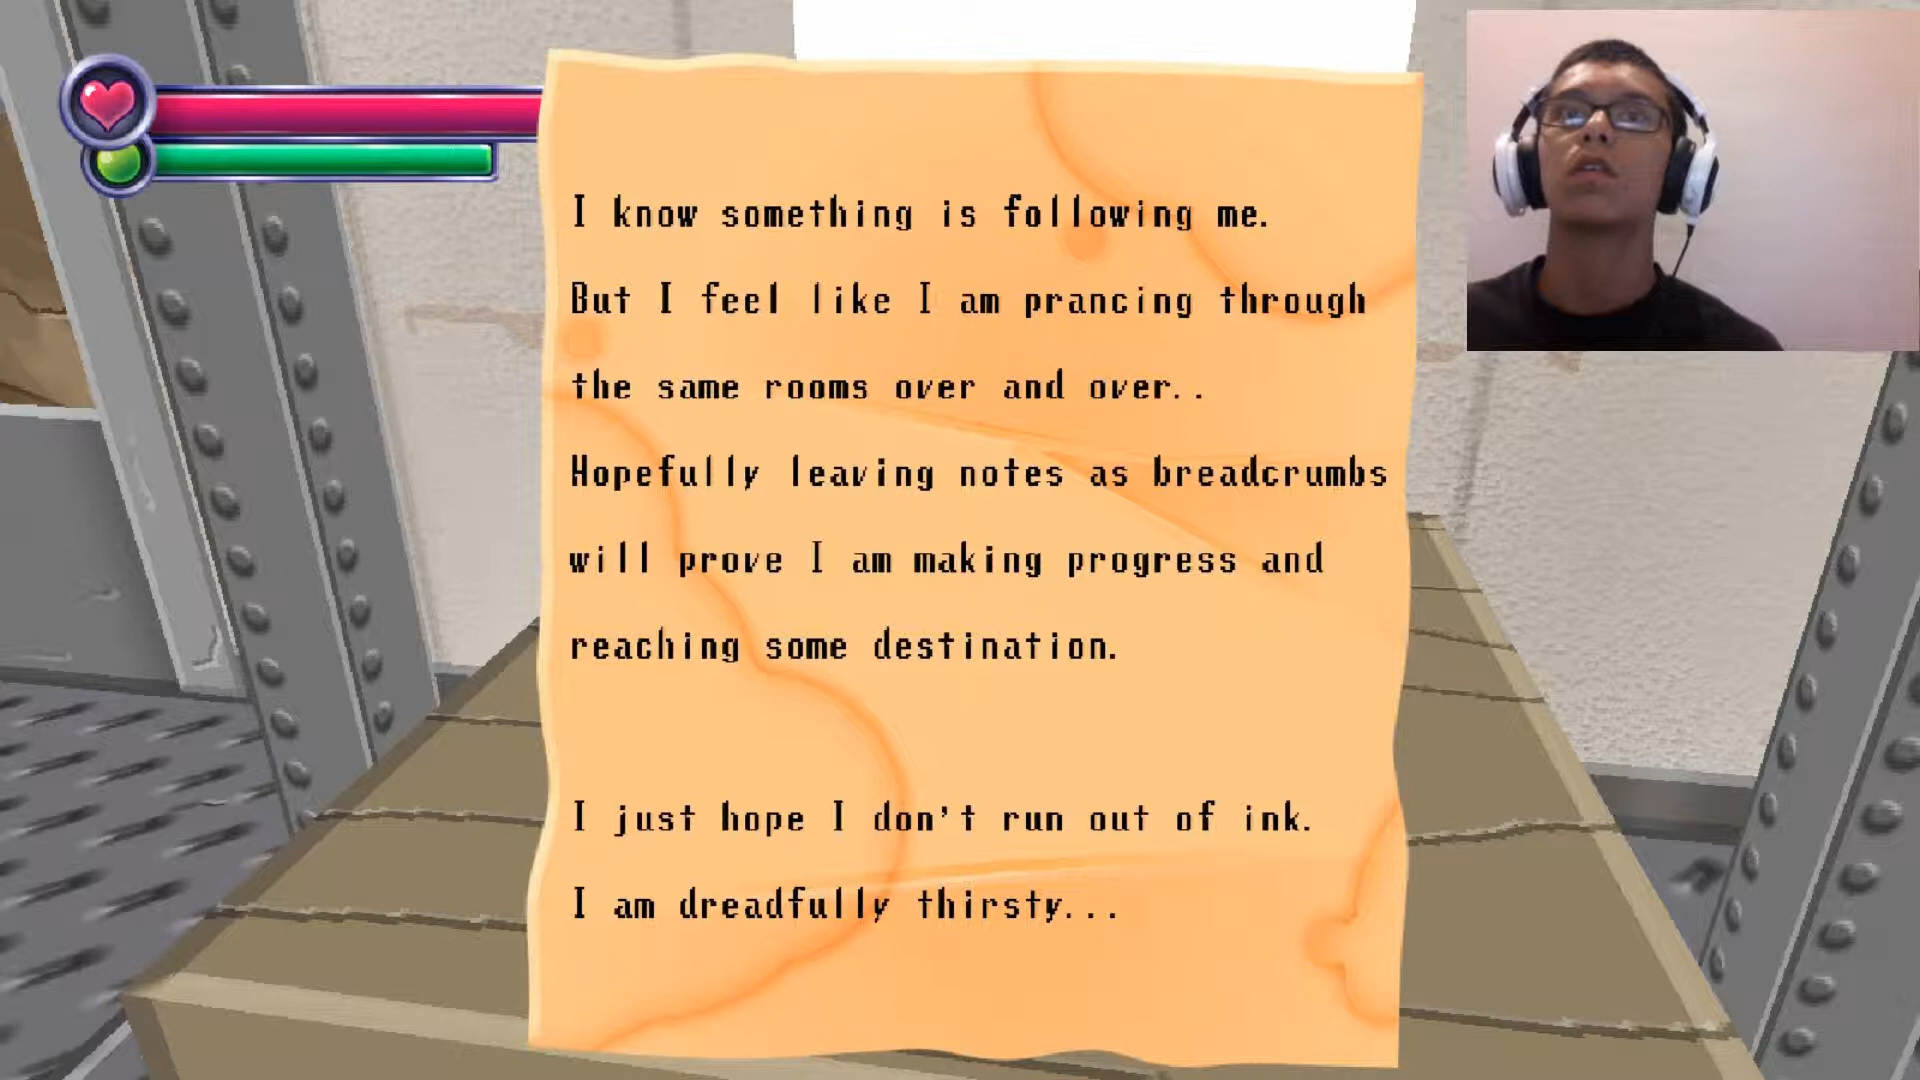 I know something is following me.
But I feel like I am prancing through
the same rooms over and over..
Hopefully leaving notes as breadcrumbs
will prove I am making progress and
reaching some destination.
I just hope I don't run out of ink.
I am dreadfully thirsty...